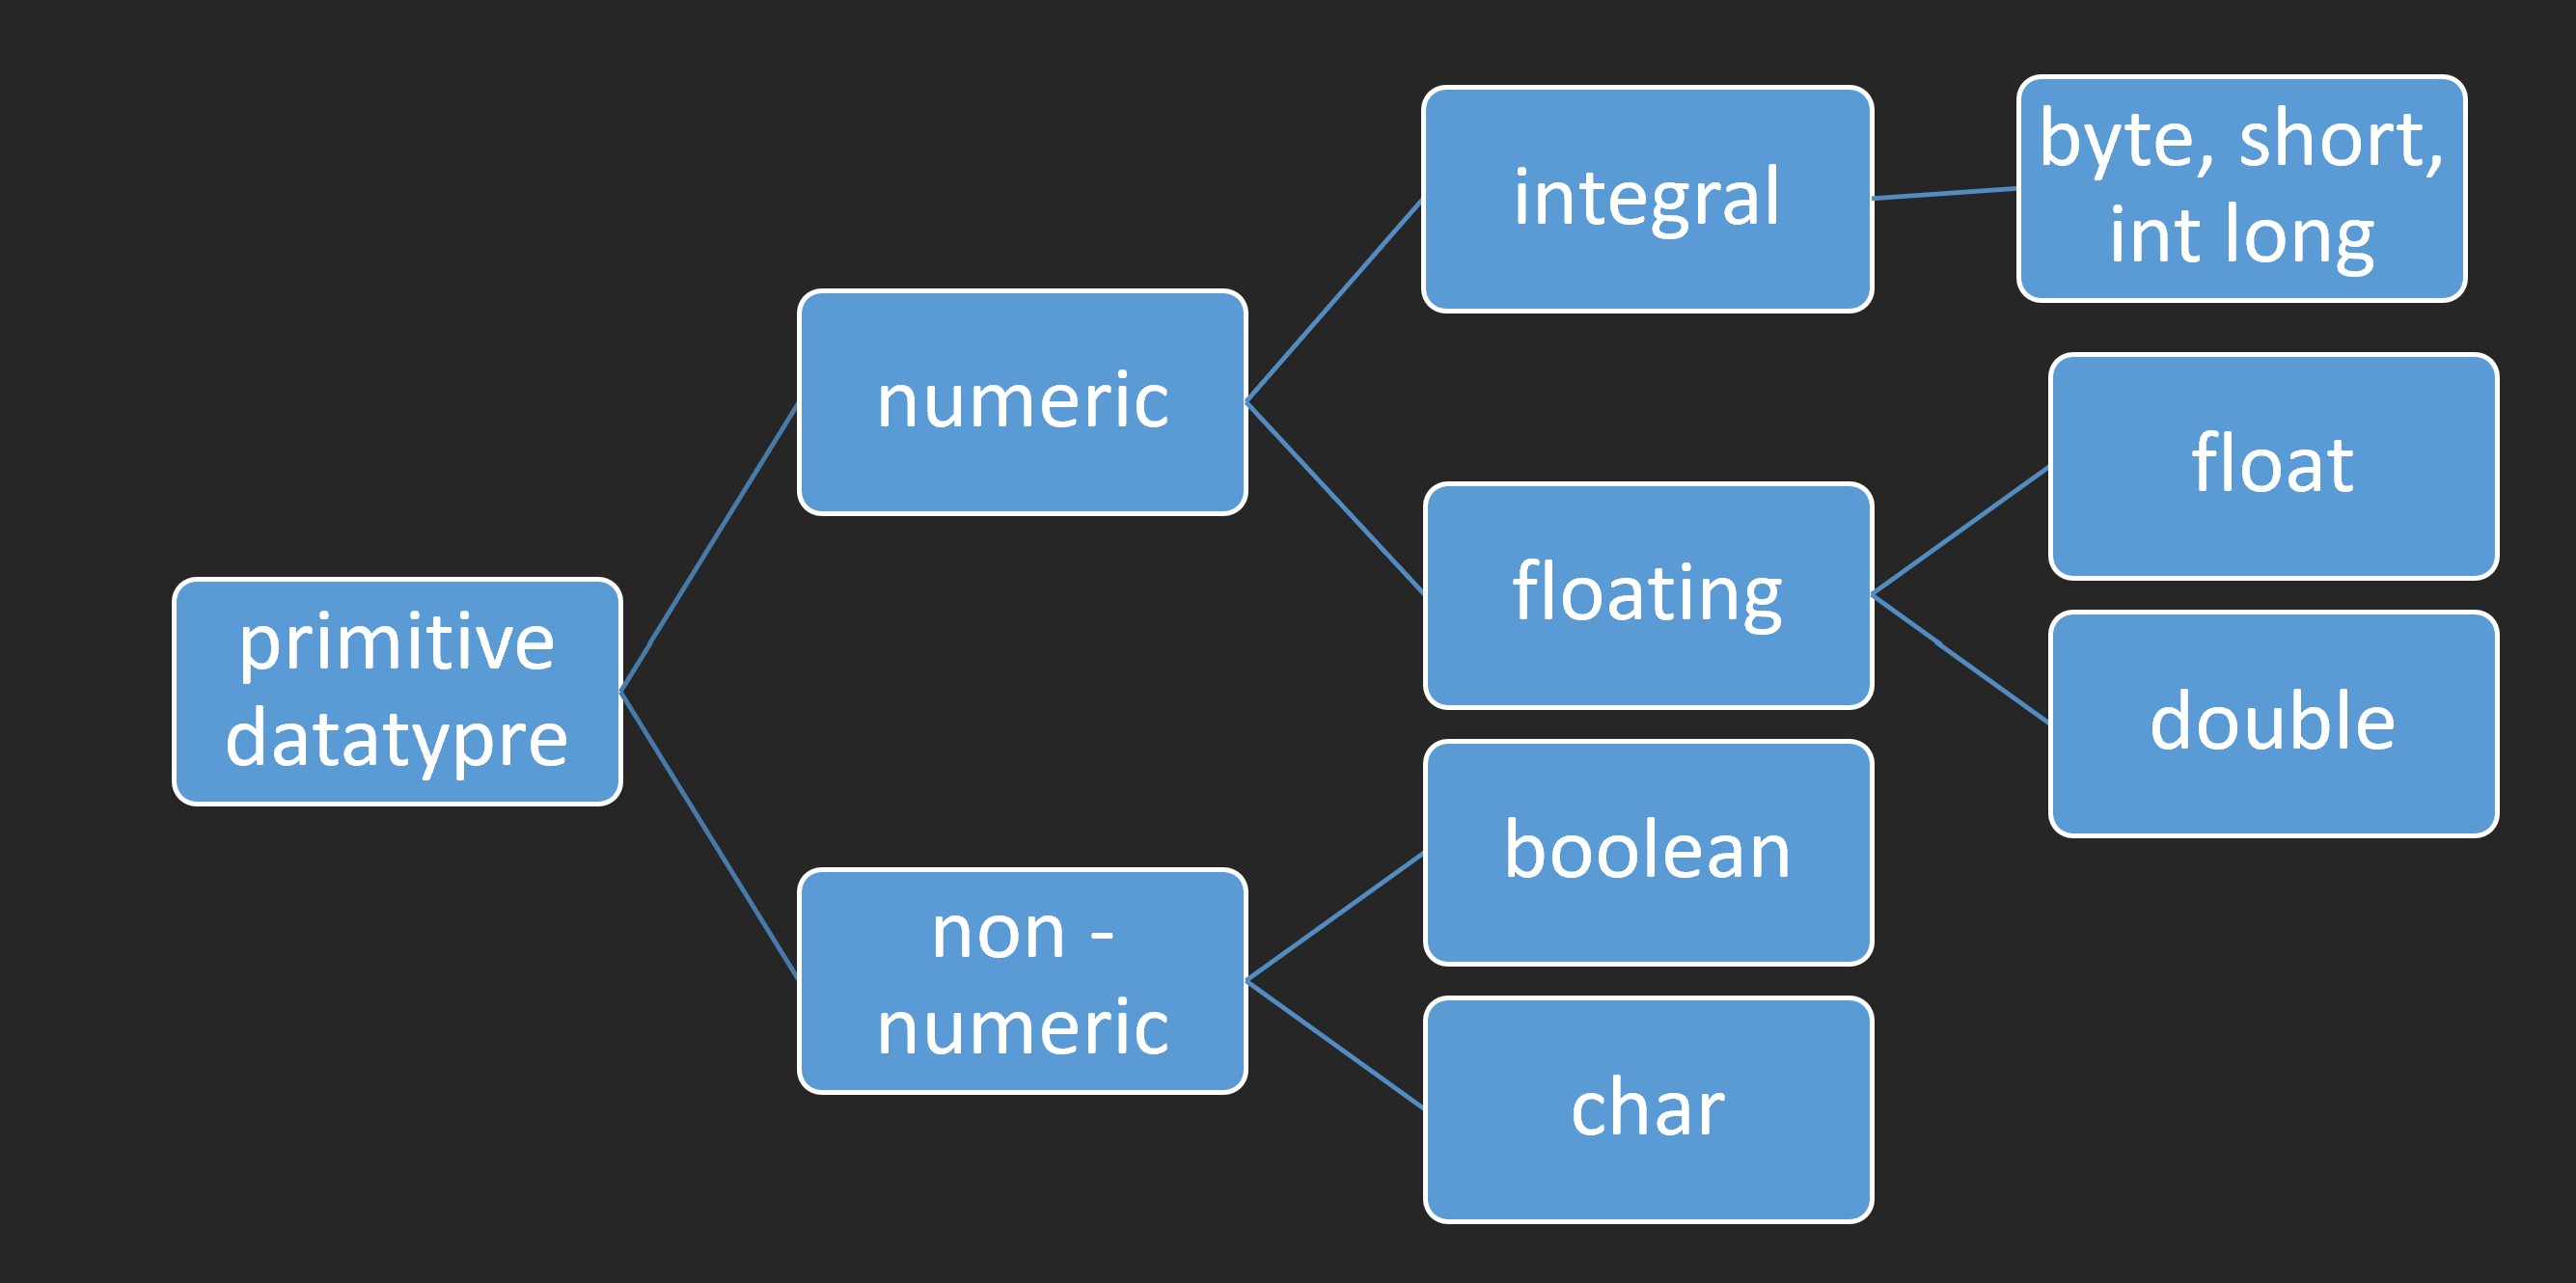 primitive
datatypre
numeric
integral
byte, short,
int long
floating
float
double
non -
numeric
boolean
char